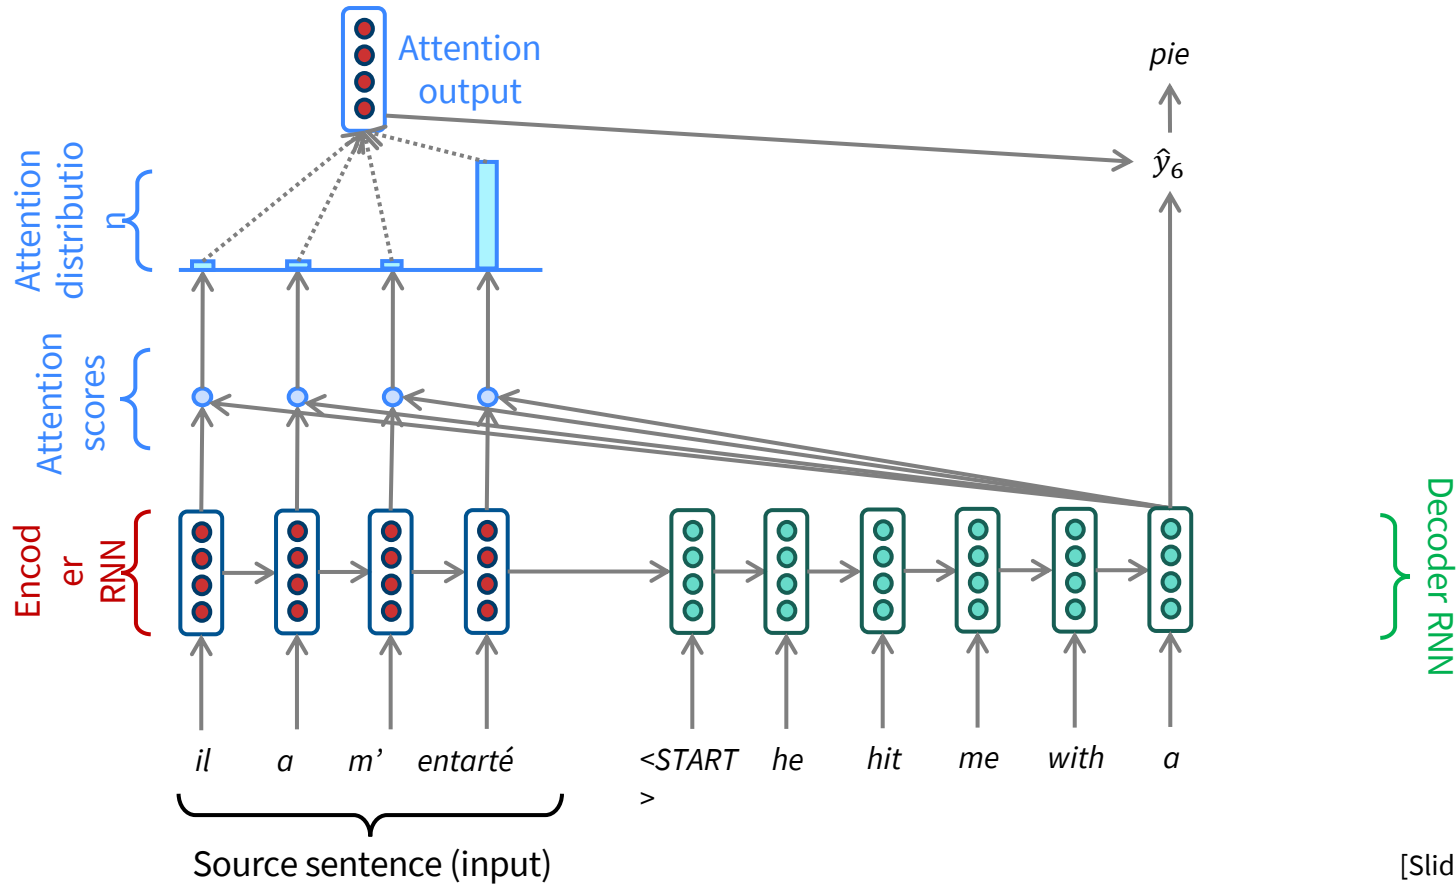 Attention
output
pie
ŷ6
Attention
distributio
n
Attention
scores
Encod
er
RNN
Decoder RNN
il a m’ entarté <START he hit me with a
>
Source sentence (input)
[Slid